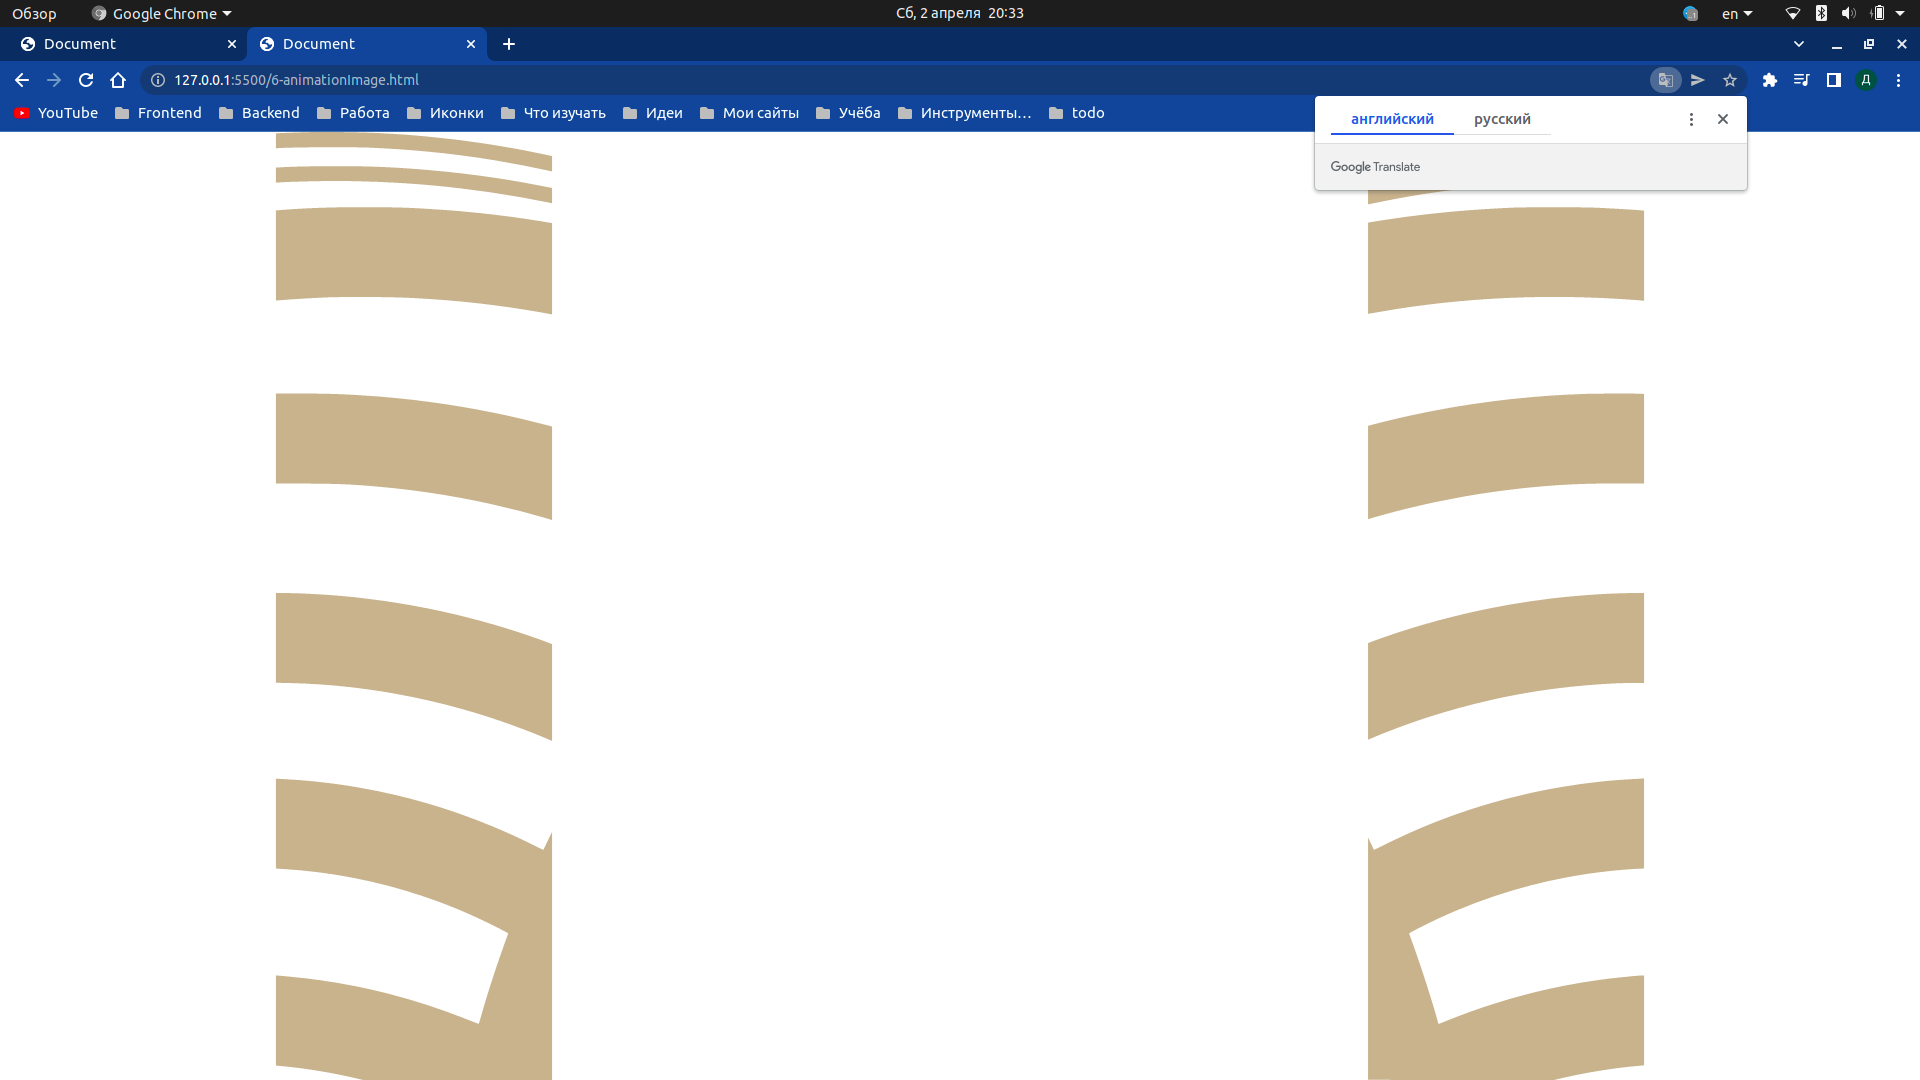 Обзор
Google Chrome
Сб, 2 апреля 20:33
en
Document
Document
127.0.0.1:5500/6-animationImage.html
Д
YouTube
Frontend
Backend
Работа
Иконки
Что изучать
Идеи
Мои сайты
Учёба
Инструменты…
todo
английский
русский
Google Translate